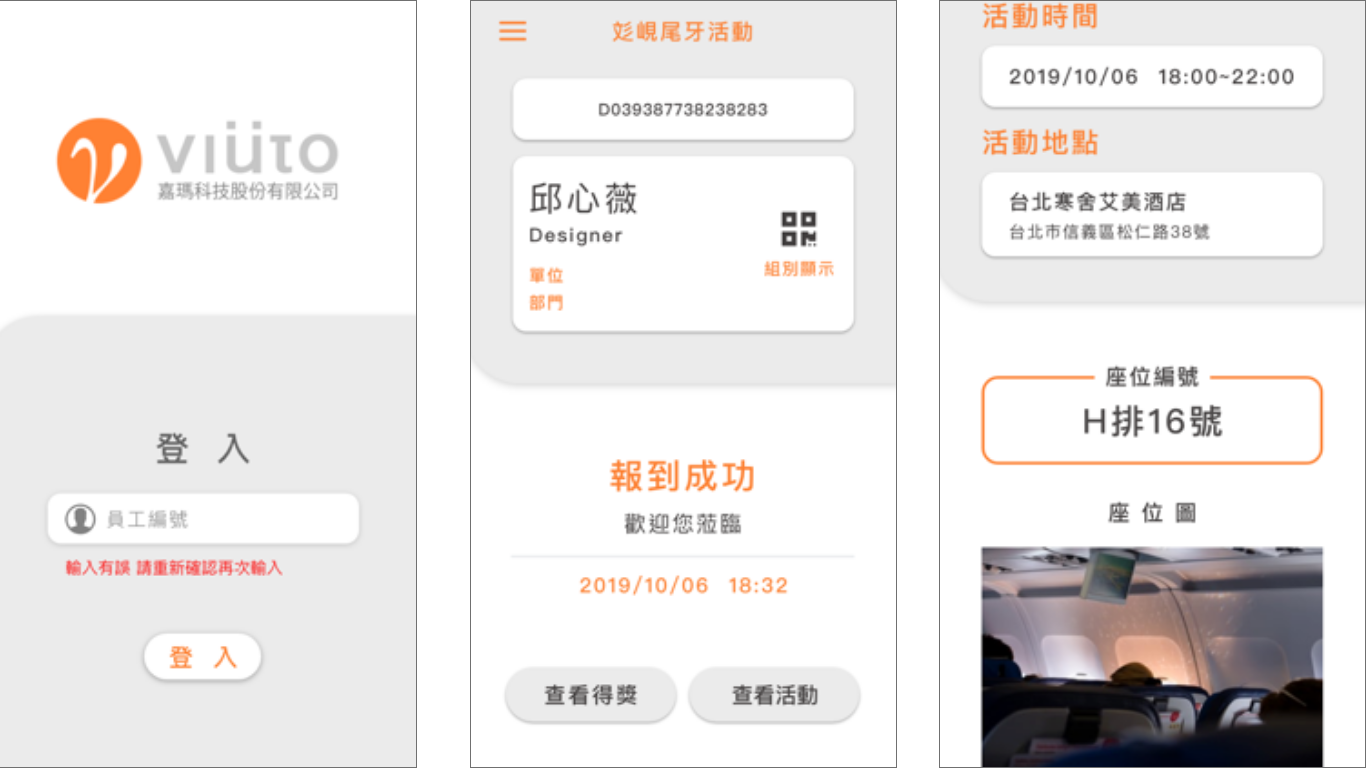 viüto
嘉瑪科技股份有限公司
登 入
員工編號
輸入有誤 請重新確認再次輸入
登 入
彣峴尾牙活動
D039387738238283
邱心薇
Designer
單位
部門
組別顯示
報到成功
歡迎您蒞臨
2019/10/06 18:32
查看得獎
查看活動
活動時間
2019/10/06 18:00~22:00
活動地點
台北寒舍艾美酒店
台北市信義區松仁路38號
座位編號
H排16號
座 位 圖